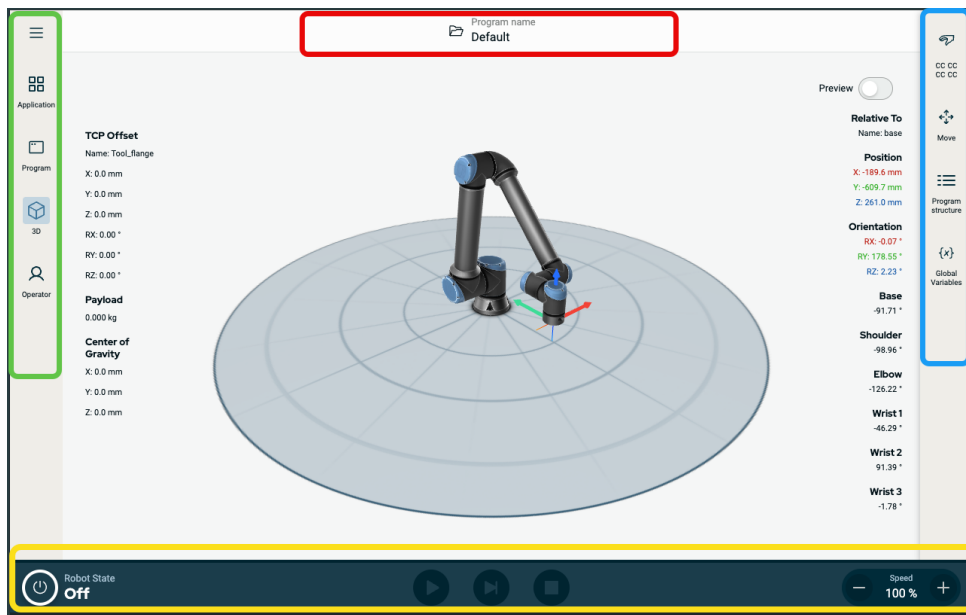 Program name
Default
Application
Program
3D
Operator
TCP Offset
Name: Tool_flange
X: 0.0 mm
Y: 0.0 mm
Z: 0.0 mm
RX: 0.00 °
RY: 0.00 °
RZ: 0.00 °
Payload
0.000 kg
Center of
Gravity
X: 0.0 mm
Y: 0.0 mm
Z: 0.0 mm
Preview
Relative To
Name: base
Position
X: -189.6 mm
Y: -609.7 mm
Z: 261.0 mm
Orientation
RX: -0.07 °
RY: 178.55 °
RZ: 2.23 °
Base
-91.71 °
Shoulder
-98.96 °
Elbow
-126.22 °
Wrist 1
-46.29 °
Wrist 2
91.39 °
Wrist 3
-1.78 °
CC CC
CC CC
Move
Program
structure
{x}
Global
Variables
Robot State
Off
Speed
100 %